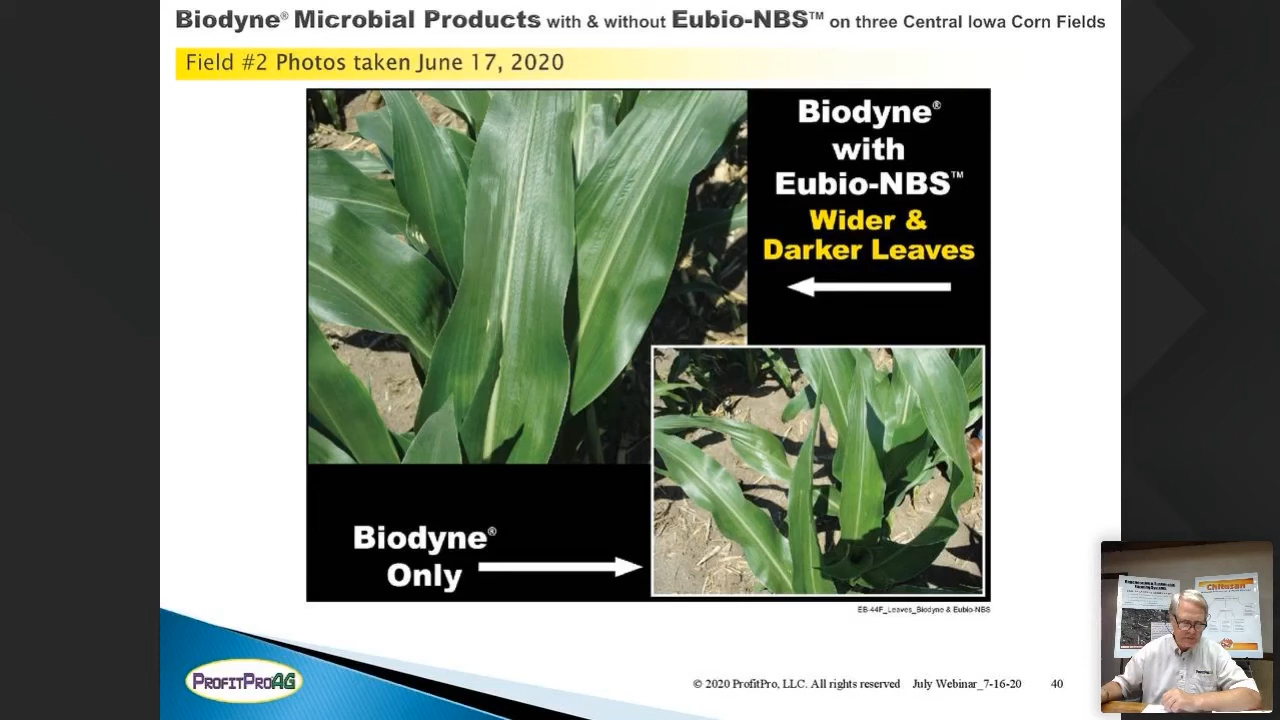 Biodyne® Microbial Products with & without Eubio-NBS™ on three Central Iowa Corn Fields
Field #2 Photos taken June 17, 2020
Biodyne®
with
Eubio-NBS™
Wider &
Darker Leaves
Biodyne®
Only
EB-44F_Leaves_Biodyne & Eubio-NBS
PROFITPROAG
© 2020 ProfitPro, LLC. All rights reserved July Webinar_7-16-20 40
Chitosan